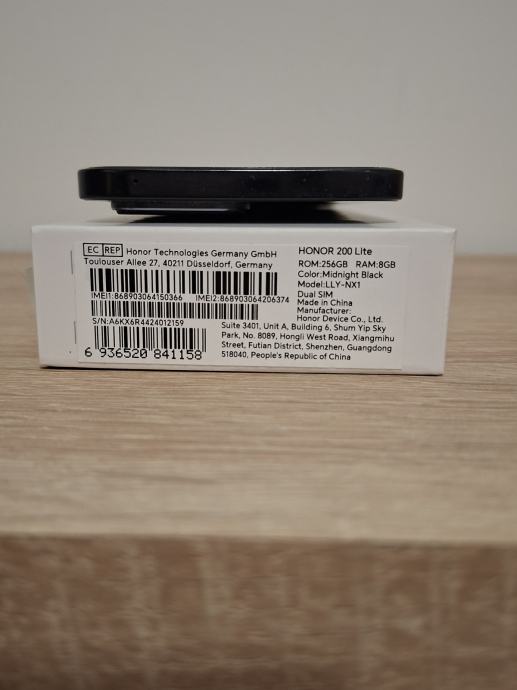 EC REP Honor Technologies Germany GmbH
Toulouser Allee 27, 40211 Düsseldorf, Germany
IMEI1:868903064150366 IMEI2:868903064206374
S/N:A6KX6R4424012159
6 936520 841158
HONOR 200 Lite
ROM:256GB RAM:8GB
Color:Midnight Black
Model:LLY-NX1
Dual SIM
Made in China
Manufacturer:
Honor Device Co., Ltd.
Suite 3401, Unit A, Building 6, Shum Yip Sky
Park, No. 8089, Hongli West Road, Xiangmihu
Street, Futian District, Shenzhen, Guangdong
518040, People's Republic of China